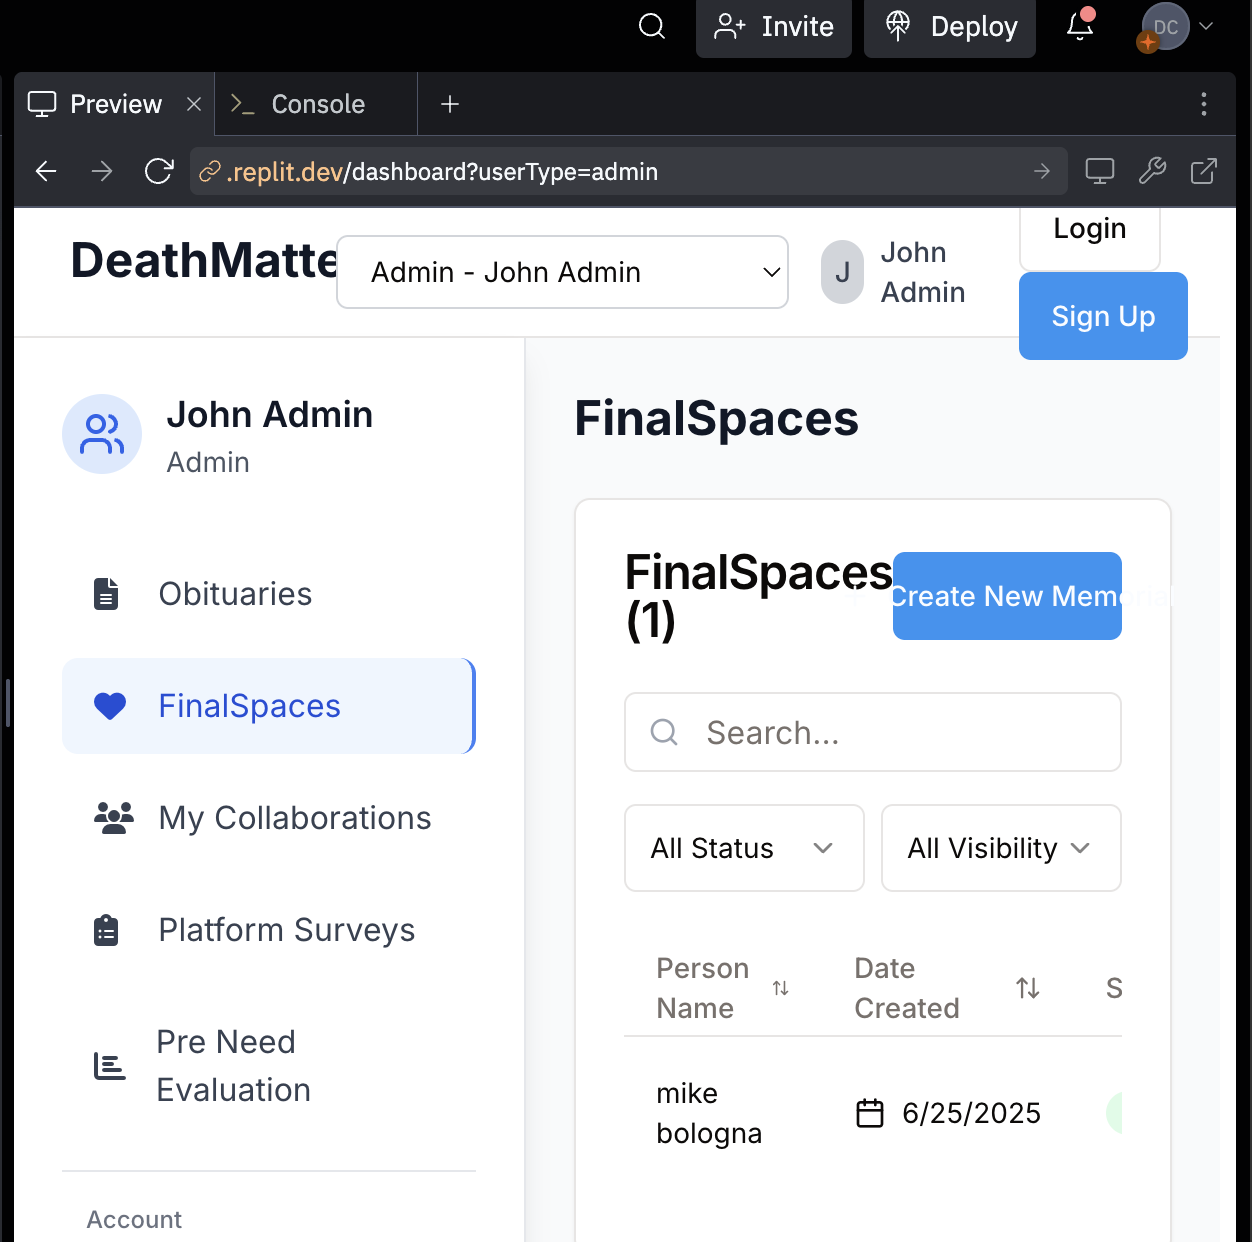 Invite
Deploy
DC
Preview
Console
.replit.dev/dashboard?userType=admin
DeathMatte
Admin - John Admin
J
John
Admin
Login
Sign Up
John Admin
Admin
Obituaries
FinalSpaces
My Collaborations
Platform Surveys
Pre Need
Evaluation
Account
FinalSpaces
FinalSpaces
(1)
Create New Memorial
Search...
All Status
All Visibility
Person
Name
Date
Created
S
mike
bologna
6/25/2025